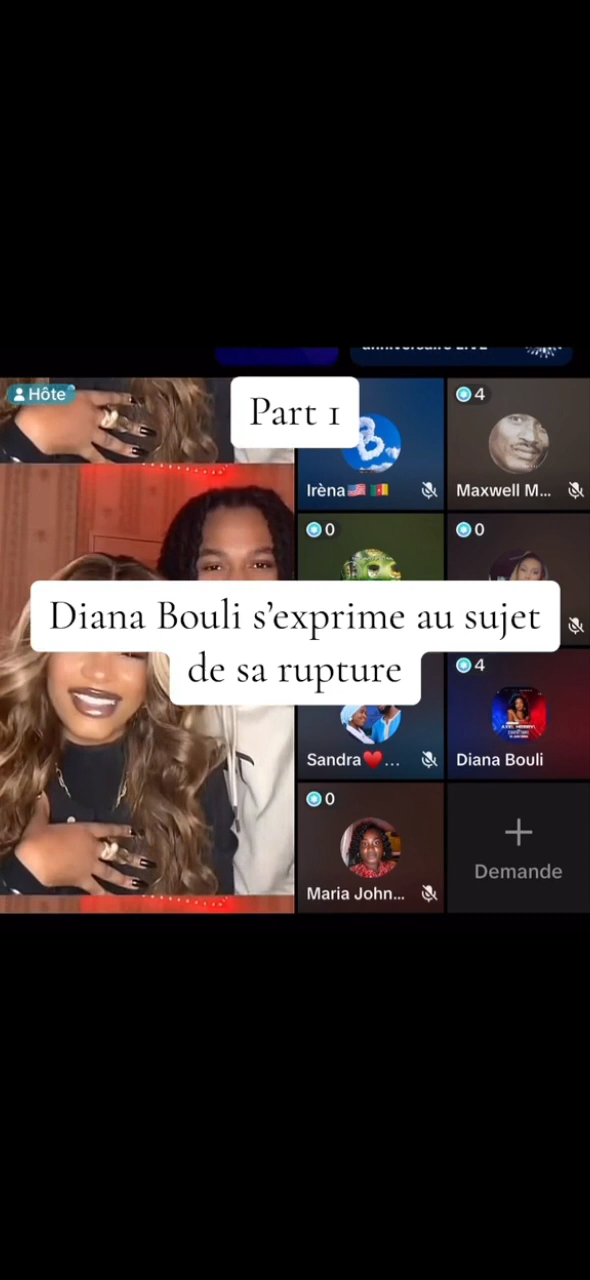 Hôte
Part 1
4
Irèna🇺🇸 🇨🇲
Maxwell M...
0
0
Diana Bouli s'exprime au sujet
de sa rupture
4
Sandra❤️...
Diana Bouli
0
Demande
Maria John...